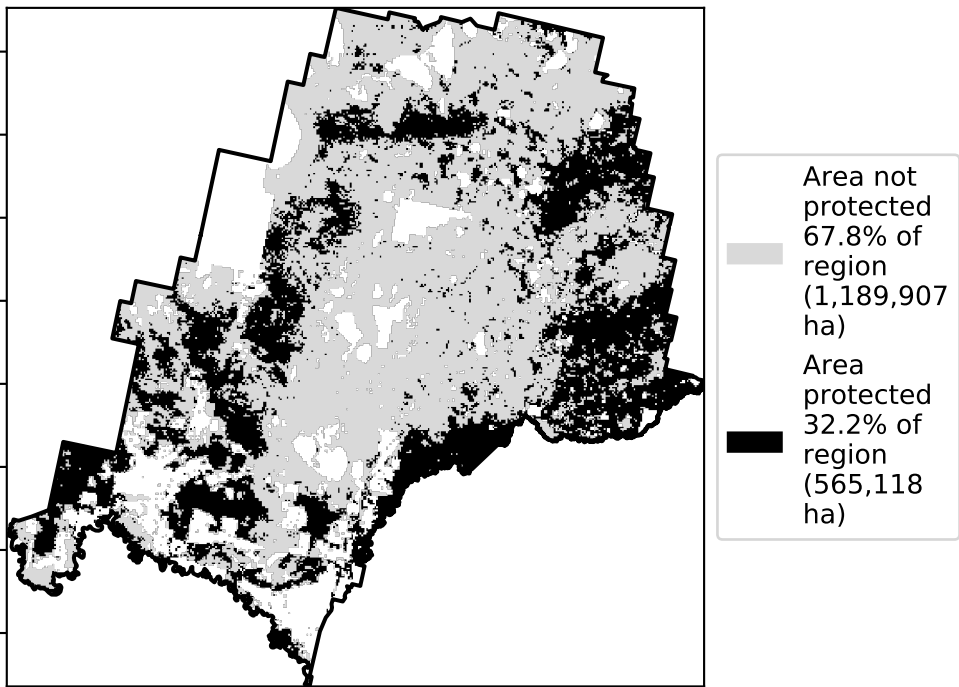 Area not
protected
67.8% of
region
(1,189,907
ha)
Area
protected
32.2% of
region
(565,118
ha)